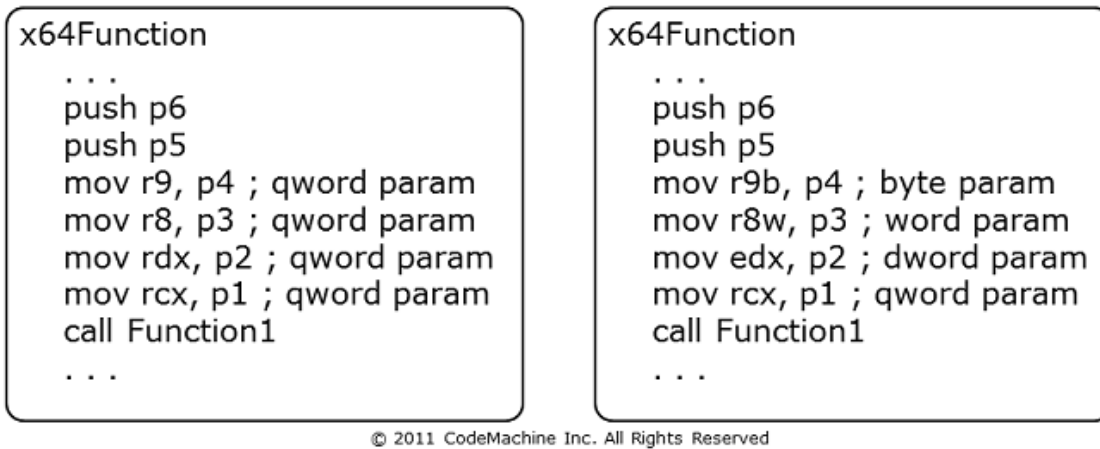 x64Function
. . .
push p6
push p5
mov r9, p4 ; qword param
mov r8, p3 ; qword param
mov rdx, p2 ; qword param
mov rcx, p1 ; qword param
call Function1
. . .
x64Function
. . .
push p6
push p5
mov r9b, p4 ; byte param
mov r8w, p3 ; word param
mov edx, p2 ; dword param
mov rcx, p1 ; qword param
call Function1
. . .
© 2011 CodeMachine Inc. All Rights Reserved